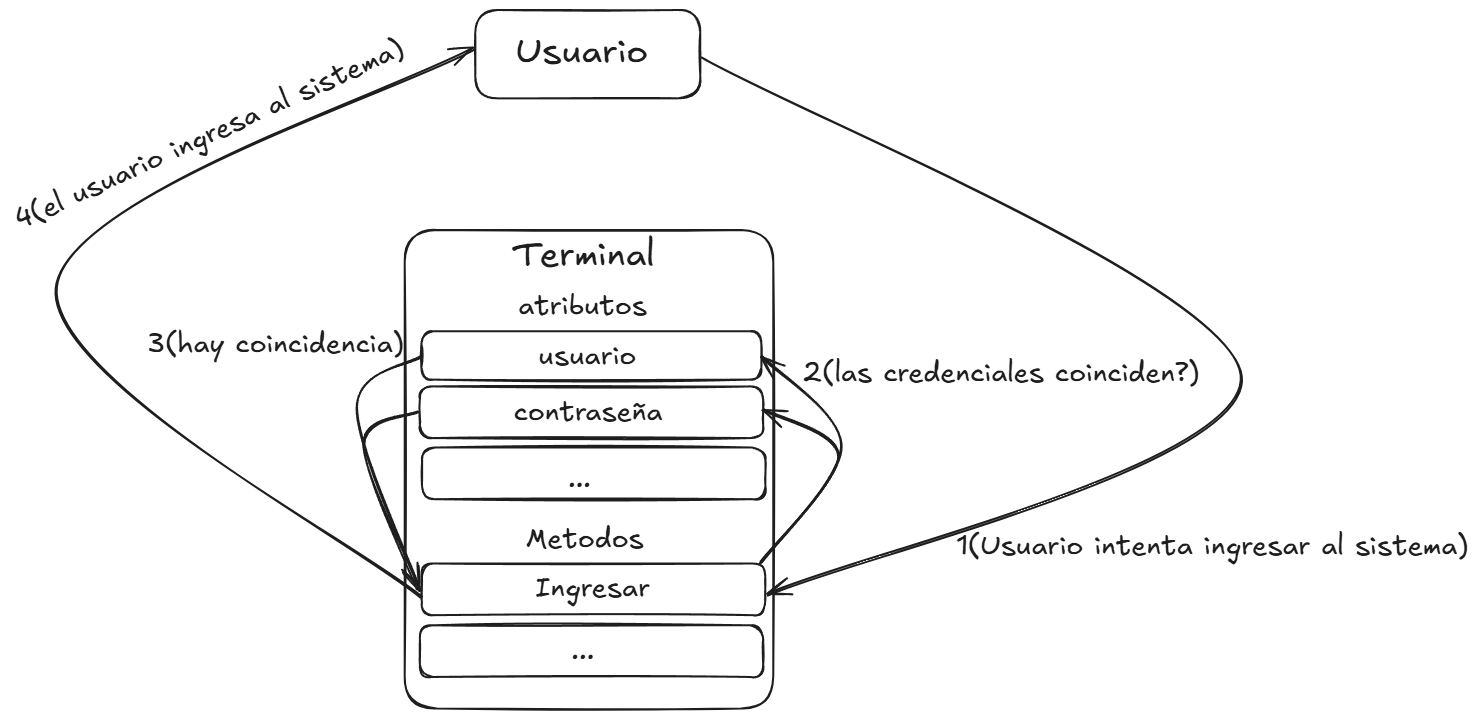 Usuario
4(el usuario ingresa al sistema)
Terminal
atributos
3(hay coincidencia)
usuario
2(las credenciales coinciden?)
contraseña
...
Metodos
1(Usuario intenta ingresar al sistema)
Ingresar
...